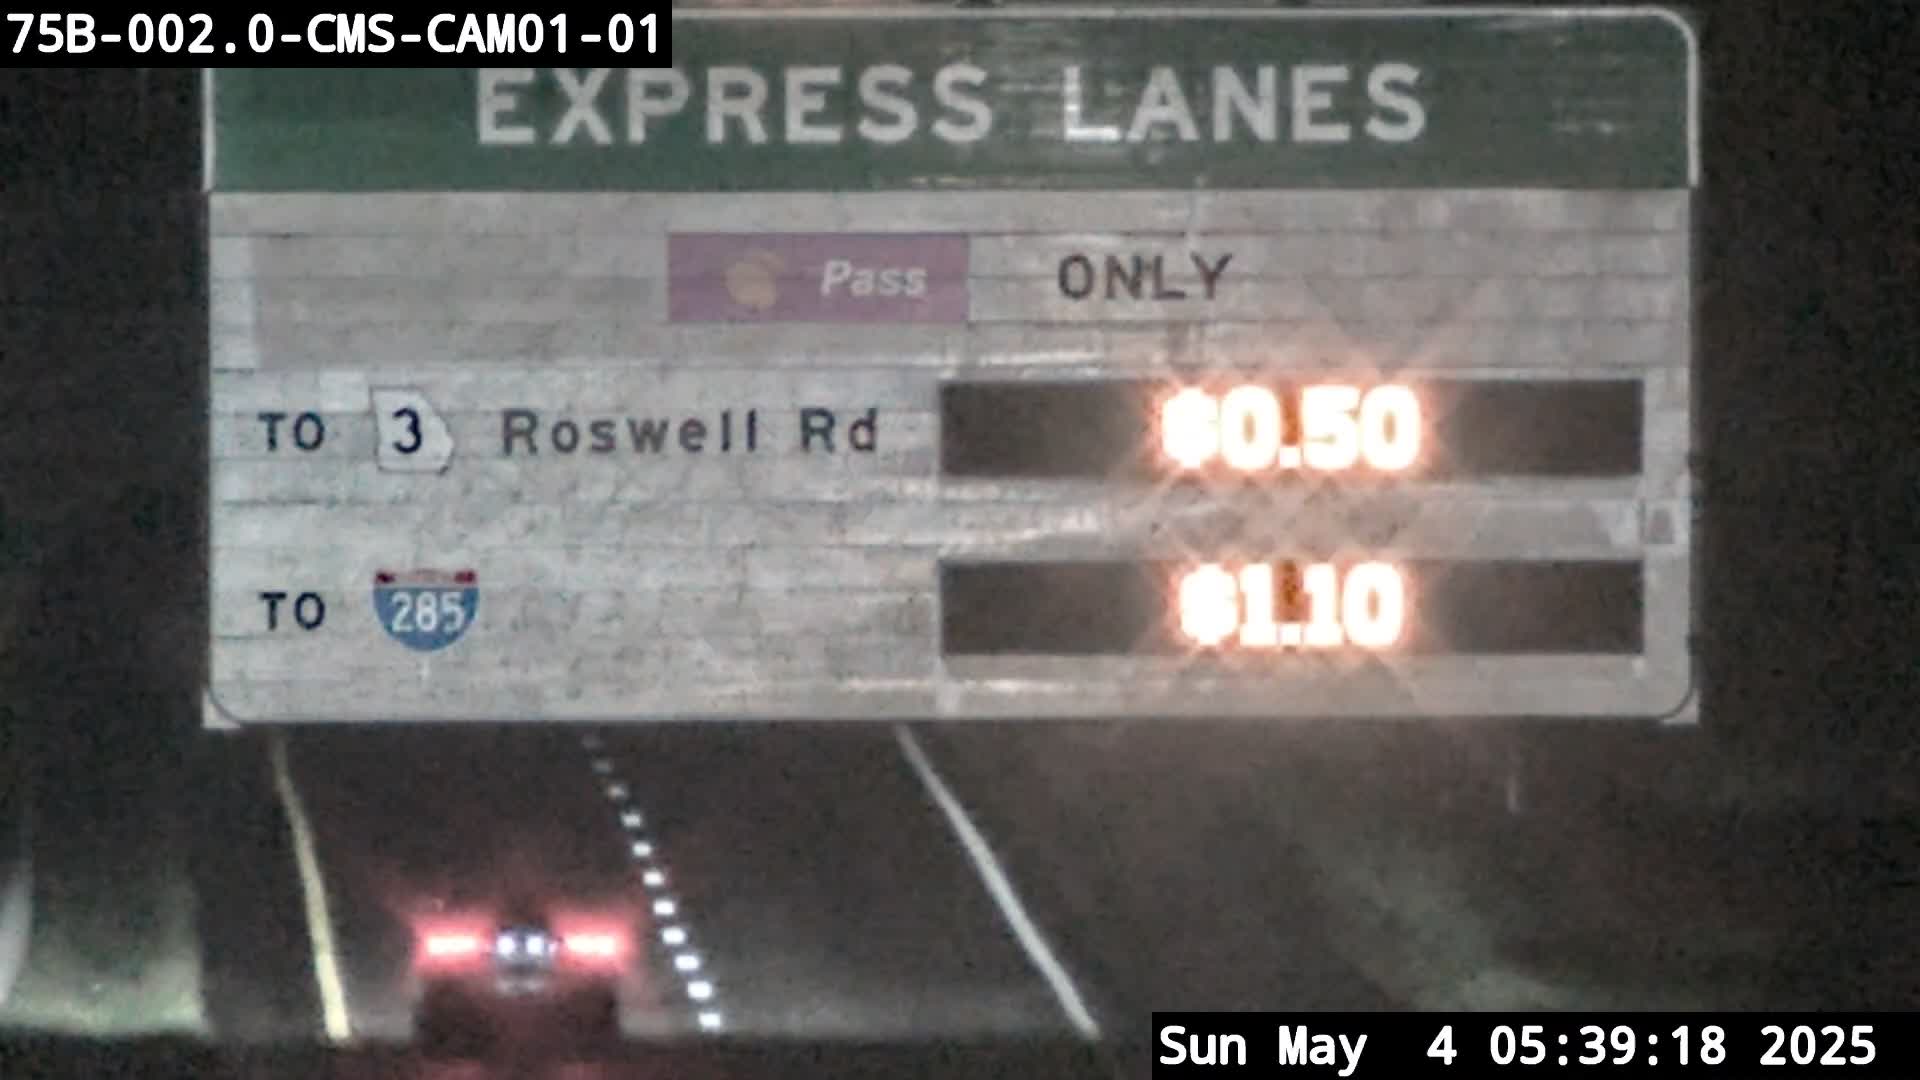 75B-002.0-CMS-CAM01-01
EXPRESS LANES
Pass ONLY
TO 3 Roswell Rd $0.50
TO 285 $1.10
Sun May 4 05:39:18 2025